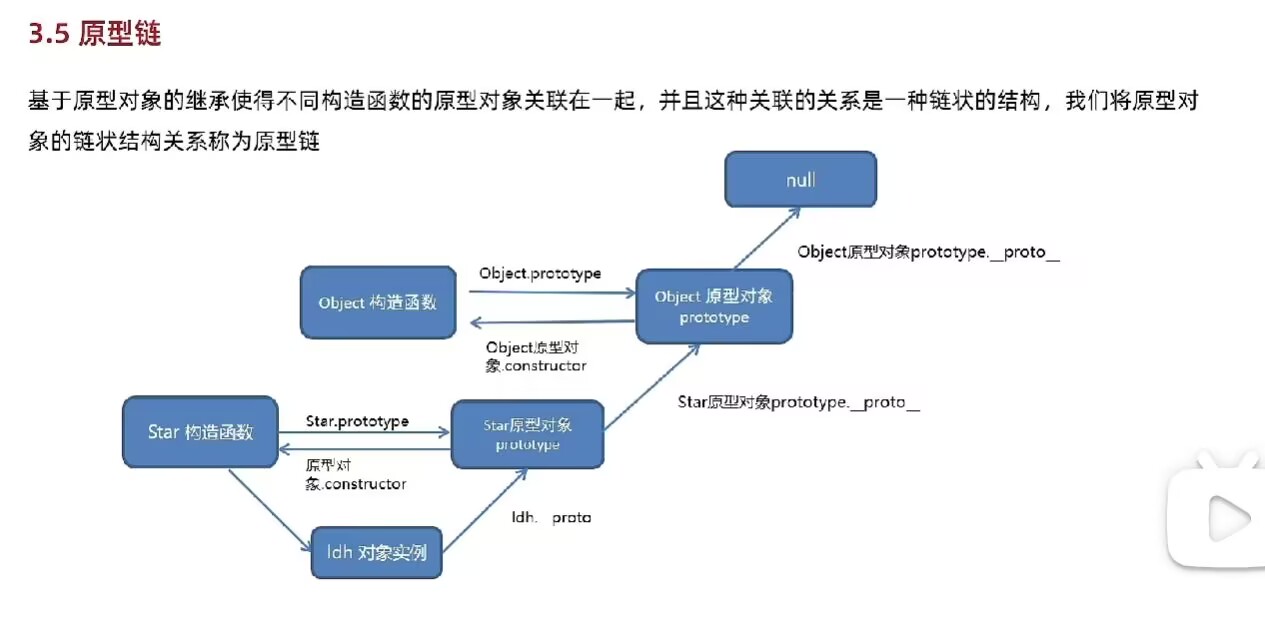 3.5 原型链
基于原型对象的继承使得不同构造函数的原型对象关联在一起，并且这种关联的关系是一种链状的结构，我们将原型对
象的链状结构关系称为原型链
null
Object原型对象prototype.__proto__
Object 构造函数
Object.prototype
Object 原型对象
prototype
Object原型对
象.constructor
Star原型对象prototype.__proto__
Star 构造函数
Star.prototype
Star原型对象
prototype
原型对
象.constructor
ldh. proto
ldh 对象实例